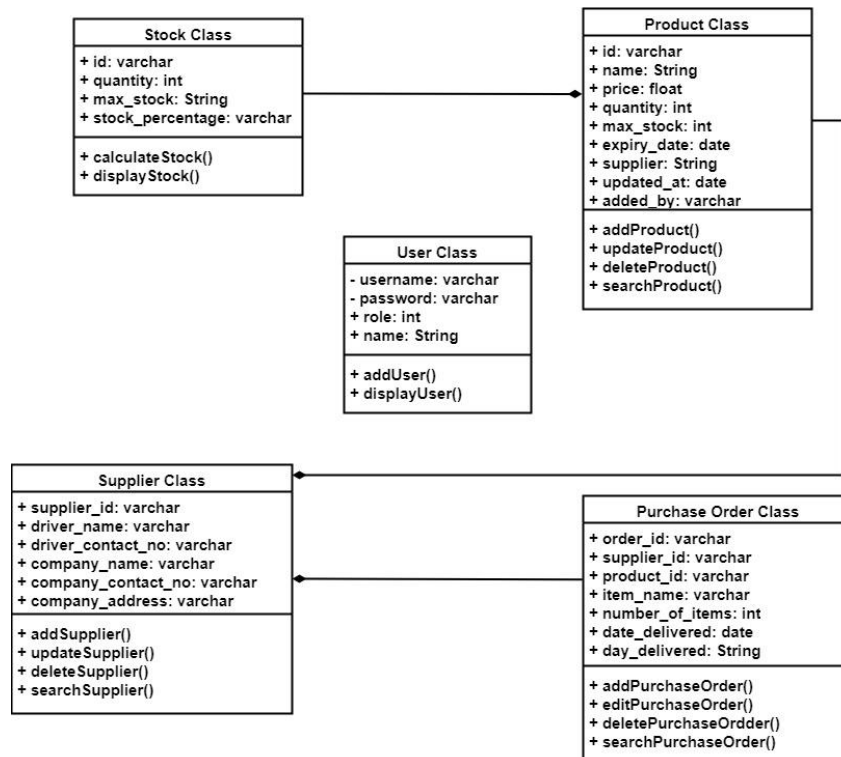 Stock Class
+ id: varchar
+ quantity: int
+ max_stock: String
+ stock_percentage: varchar
+ calculateStock()
+ displayStock()
Product Class
+ id: varchar
+ name: String
+ price: float
+ quantity: int
+ max_stock: int
+ expiry_date: date
+ supplier: String
+ updated_at: date
+ added_by: varchar
+ addProduct()
+ updateProduct()
+ deleteProduct()
+ searchProduct()
User Class
- username: varchar
- password: varchar
+ role: int
+ name: String
+ addUser()
+ displayUser()
Supplier Class
+ supplier_id: varchar
+ driver_name: varchar
+ driver_contact_no: varchar
+ company_name: varchar
+ company_contact_no: varchar
+ company_address: varchar
+ addSupplier()
+ updateSupplier()
+ deleteSupplier()
+ searchSupplier()
Purchase Order Class
+ order_id: varchar
+ supplier_id: varchar
+ product_id: varchar
+ item_name: varchar
+ number_of_items: int
+ date_delivered: date
+ day_delivered: String
+ addPurchaseOrder()
+ editPurchaseOrder()
+ deletePurchaseOrdder()
+ searchPurchaseOrder()